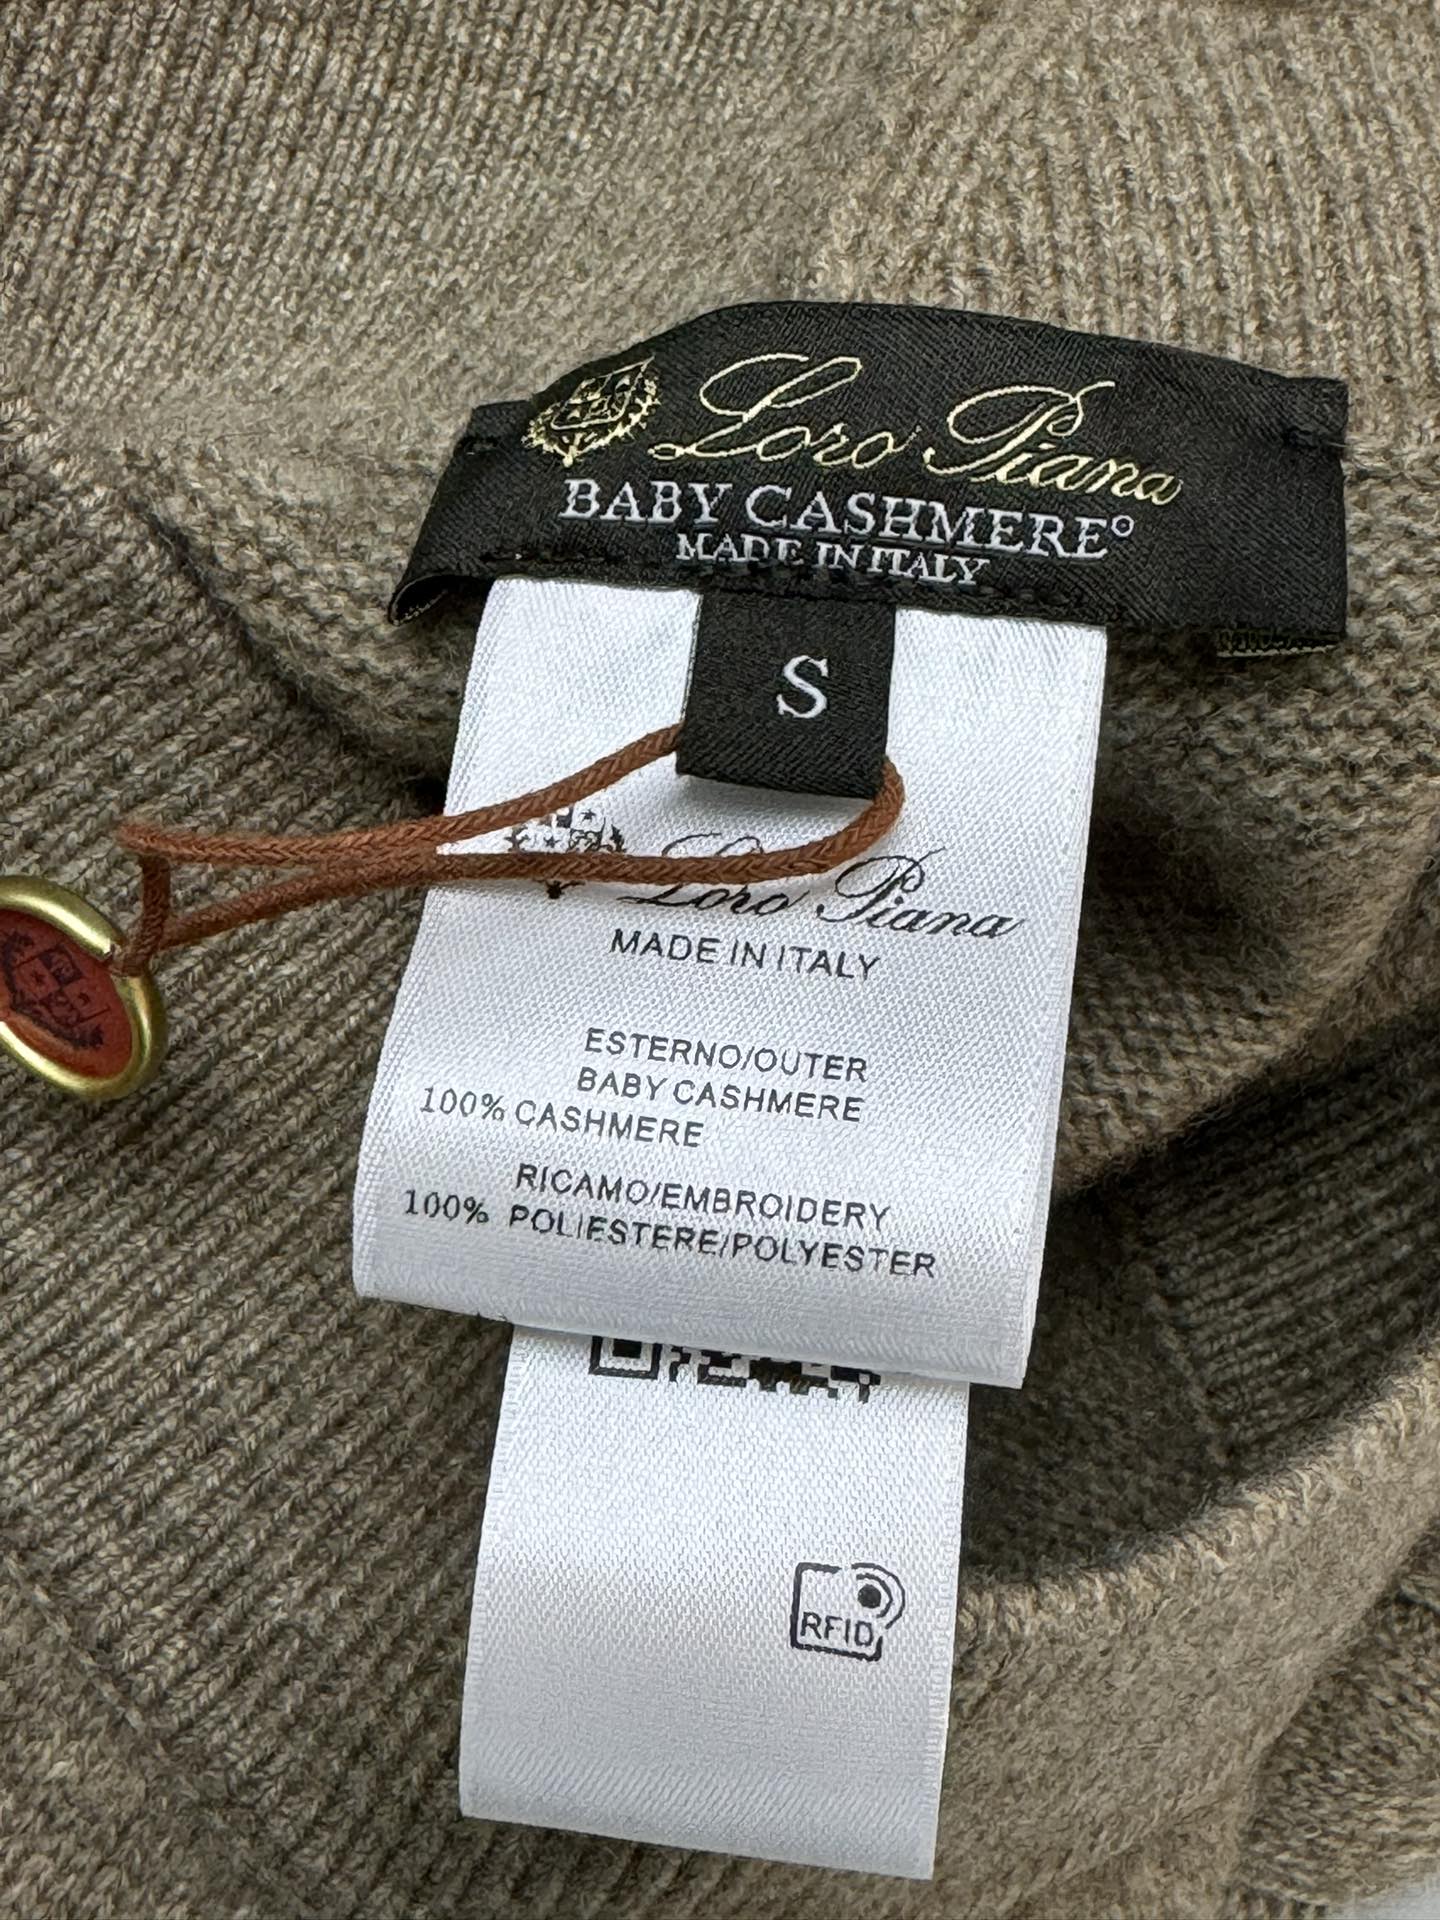 Loro Piana
BABY CASHMERE°
MADE IN ITALY
S
Loro Piana
MADE IN ITALY
ESTERNO/OUTER
BABY CASHMERE
100% CASHMERE
RICAMO/EMBROIDERY
100% POLIESTERE/POLYESTER
RFID